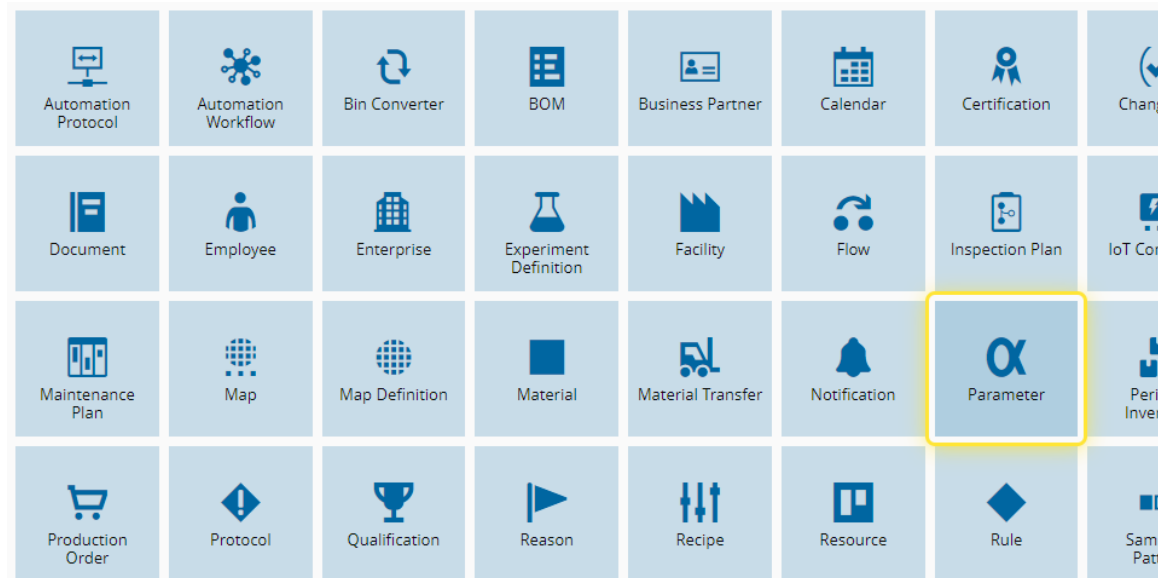 Automation
Protocol
Automation
Workflow
Bin Converter
BOM
Business Partner
Calendar
Certification
Document
Employee
Enterprise
Experiment
Definition
Facility
Flow
Inspection Plan
IoT
Maintenance
Plan
Map
Map Definition
Material
Material Transfer
Notification
Parameter
Production
Order
Protocol
Qualification
Reason
Recipe
Resource
Rule